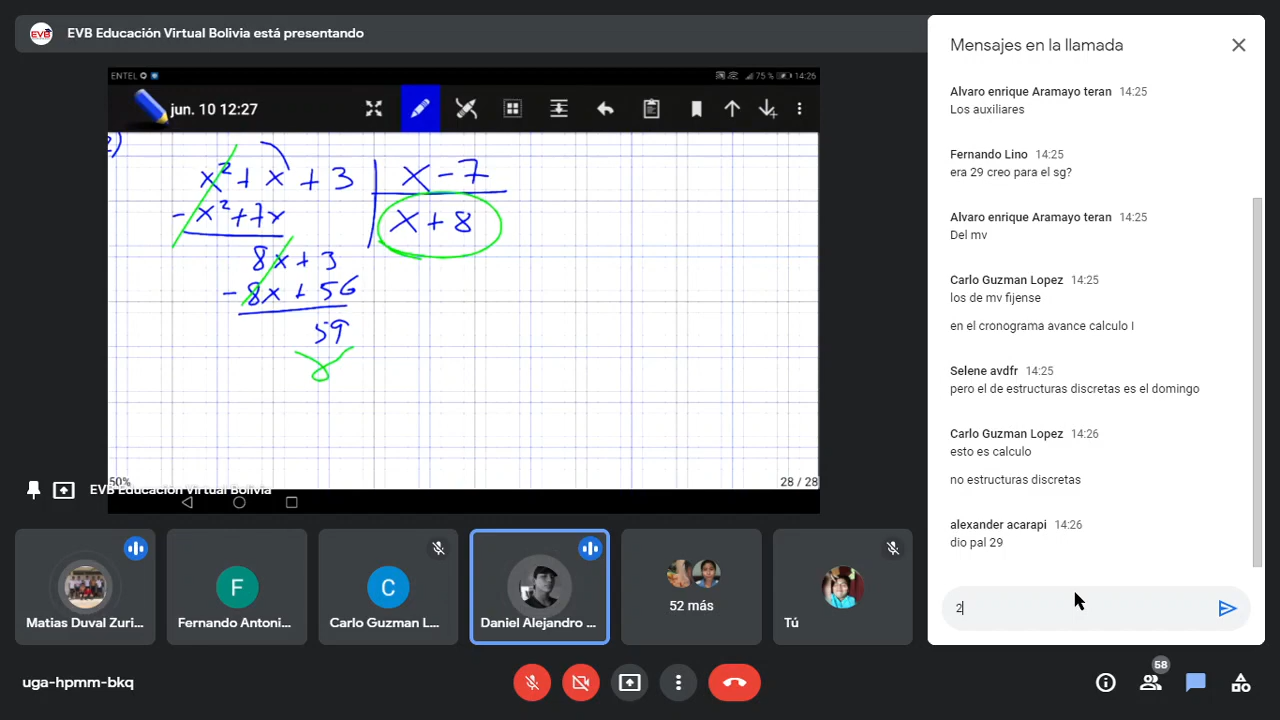 EVB Educación Virtual Bolivia está presentando
ENTEL
75 % 14:26
jun. 10 12:27
2)
x² + x + 3 | x - 7
- x² + 7x
x + 8
8x + 3
- 8x + 56
59
50%
28 / 28
EVB Educación Virtual Bolivia
Matias Duval Zuri...
Fernando Antoni...
Carlo Guzman L...
Daniel Alejandro ...
52 más
Tú
F
C
uga-hpmm-bkq
Mensajes en la llamada
Alvaro enrique Aramayo teran 14:25
Los auxiliares
Fernando Lino 14:25
era 29 creo para el sg?
Alvaro enrique Aramayo teran 14:25
Del mv
Carlo Guzman Lopez 14:25
los de mv fijense
en el cronograma avance calculo I
Selene avdfr 14:25
pero el de estructuras discretas es el domingo
Carlo Guzman Lopez 14:26
esto es calculo
no estructuras discretas
alexander acarapi 14:26
dio pal 29
2
58